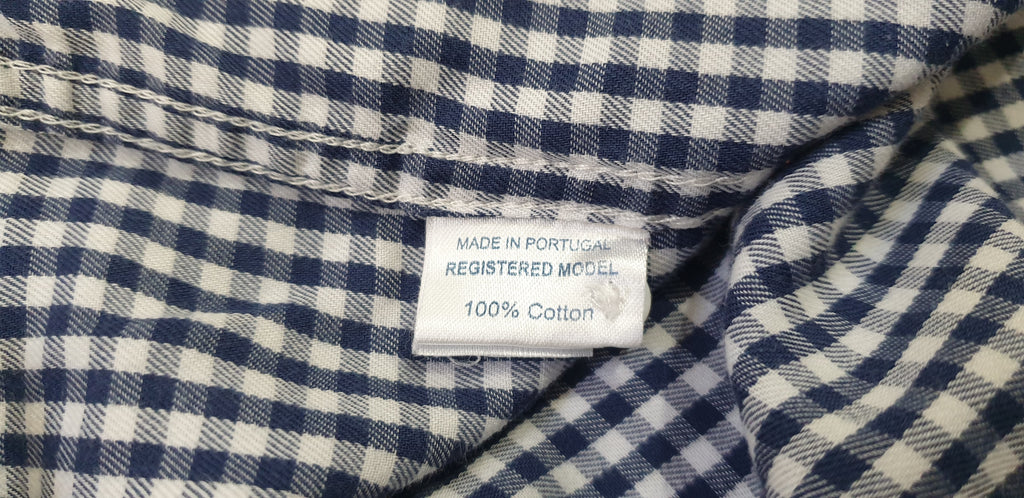 MADE IN PORTUGAL
REGISTERED MODEL
100% Cotton